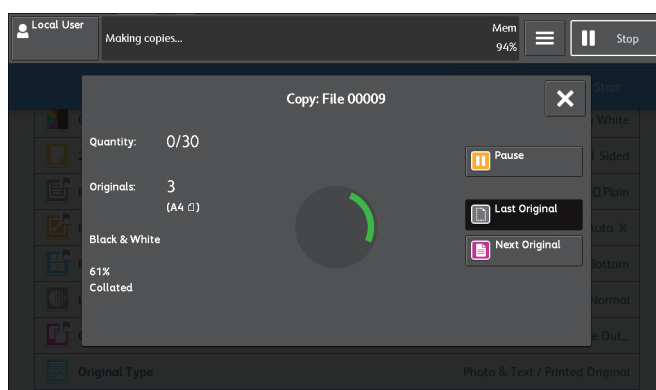 Local User
Making copies...
Mem
94%
Stop
Start
Copy: File 00009
Quantity: 0/30
Originals: 3
(A4)
Black & White
61%
Collated
Pause
Last Original
Next Original
White
Sided
Plain
Auto %
Bottom
Normal
Out...
Original Type
Photo & Text / Printed Original